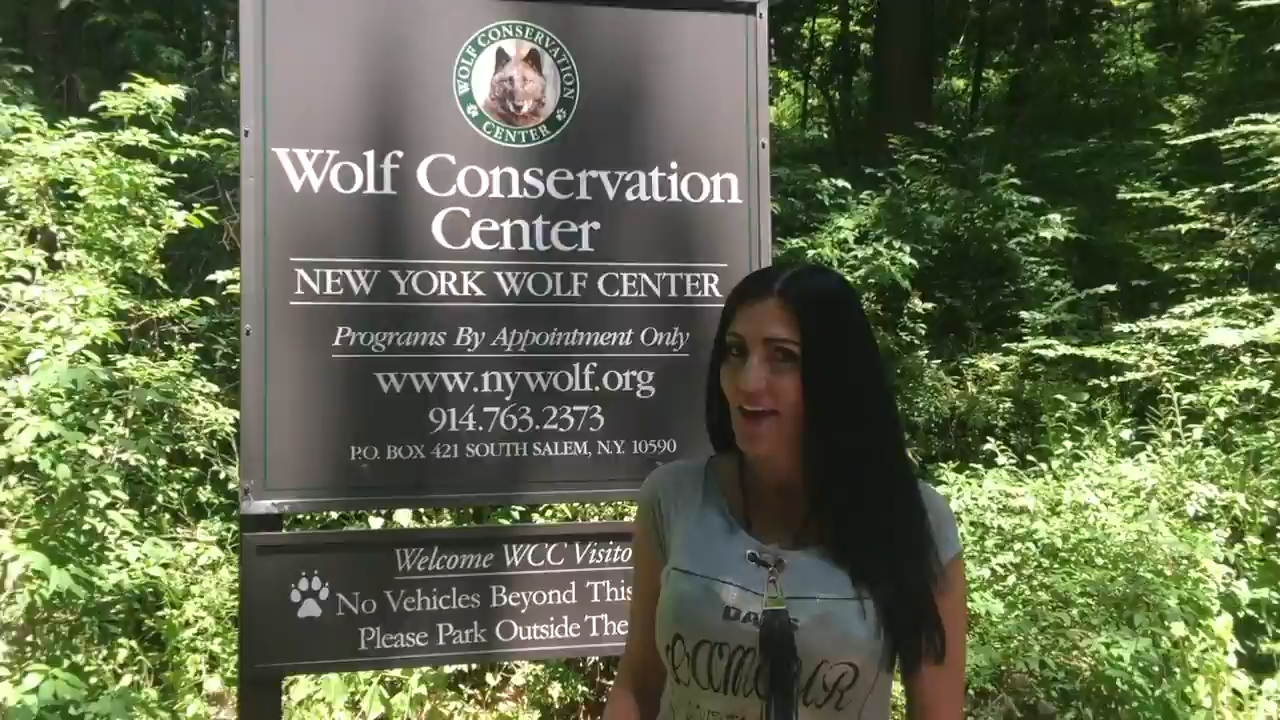 WOLF CONSERVATION
CENTER
Wolf Conservation
Center
NEW YORK WOLF CENTER
Programs By Appointment Only
www.nywolf.org
914.763.2373
P.O. BOX 421 SOUTH SALEM, N.Y. 10590
Welcome WCC Visito
No Vehicles Beyond This
Please Park Outside The